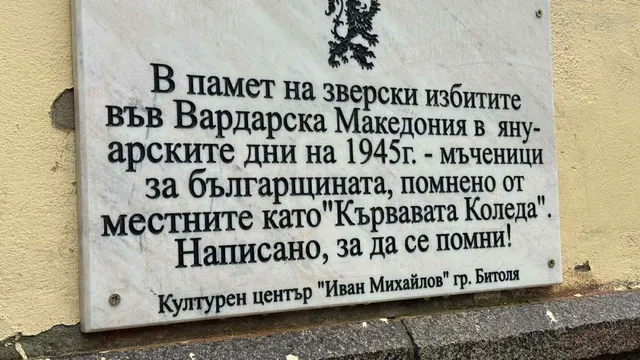 В памет на зверски избитите
във Вардарска Македония в яну-
арските дни на 1945г. - мъченици
за българщината, помнено от
местните като "Кървавата Коледа".
Написано, за да се помни!
Културен център "Иван Михайлов" гр. Битоля